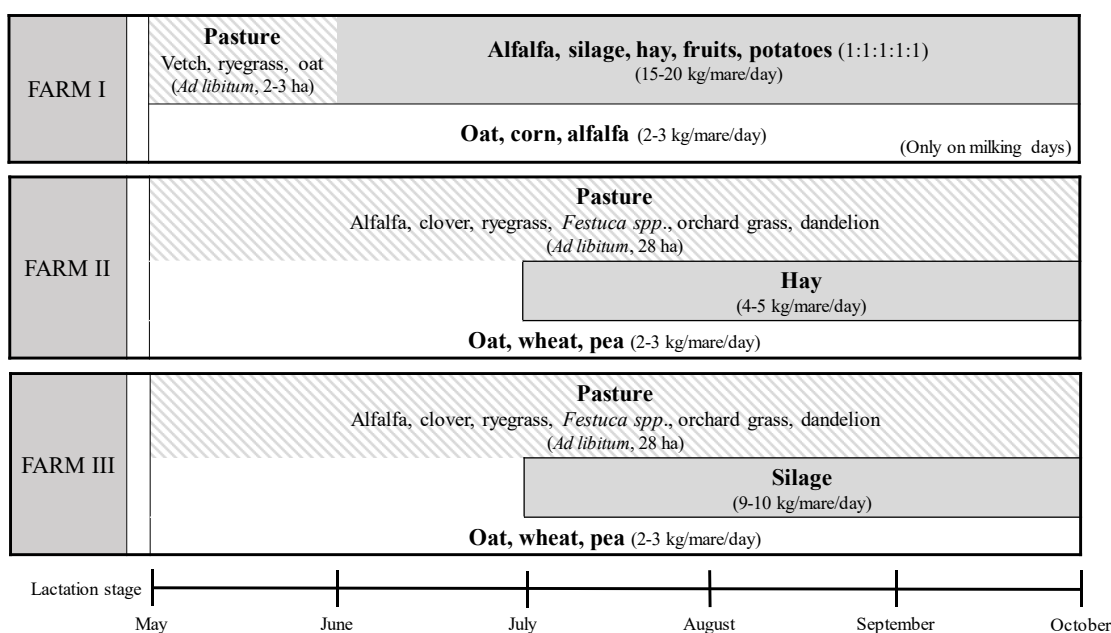 FARM I
Pasture
Vetch, ryegrass, oat
(Ad libitum, 2-3 ha)
Alfalfa, silage, hay, fruits, potatoes (1:1:1:1:1)
(15-20 kg/mare/day)
Oat, corn, alfalfa (2-3 kg/mare/day)
(Only on milking days)
FARM II
Pasture
Alfalfa, clover, ryegrass, Festuca spp., orchard grass, dandelion
(Ad libitum, 28 ha)
Hay
(4-5 kg/mare/day)
Oat, wheat, pea (2-3 kg/mare/day)
FARM III
Pasture
Alfalfa, clover, ryegrass, Festuca spp., orchard grass, dandelion
(Ad libitum, 28 ha)
Silage
(9-10 kg/mare/day)
Oat, wheat, pea (2-3 kg/mare/day)
Lactation stage
May June July August September October